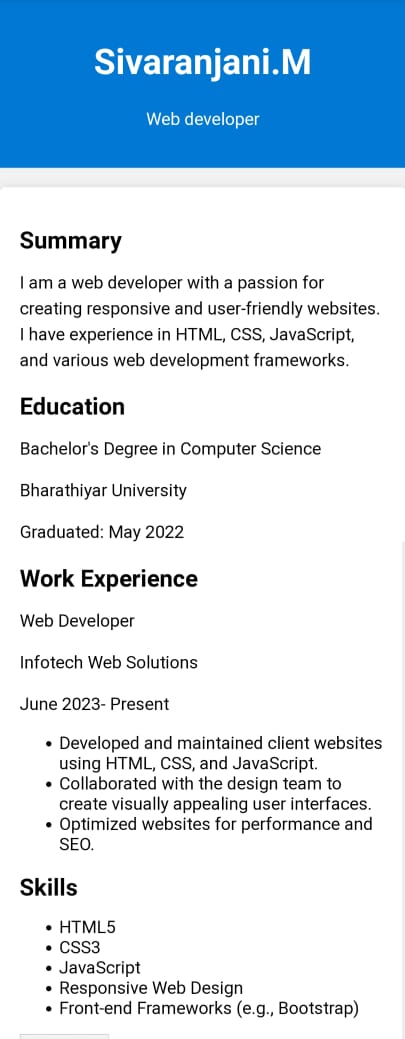 Sivaranjani.M
Web developer
Summary
I am a web developer with a passion for
creating responsive and user-friendly websites.
I have experience in HTML, CSS, JavaScript,
and various web development frameworks.
Education
Bachelor's Degree in Computer Science
Bharathiyar University
Graduated: May 2022
Work Experience
Web Developer
Infotech Web Solutions
June 2023- Present
• Developed and maintained client websites
using HTML, CSS, and JavaScript.
• Collaborated with the design team to
create visually appealing user interfaces.
• Optimized websites for performance and
SEO.
Skills
• HTML5
• CSS3
• JavaScript
• Responsive Web Design
• Front-end Frameworks (e.g., Bootstrap)